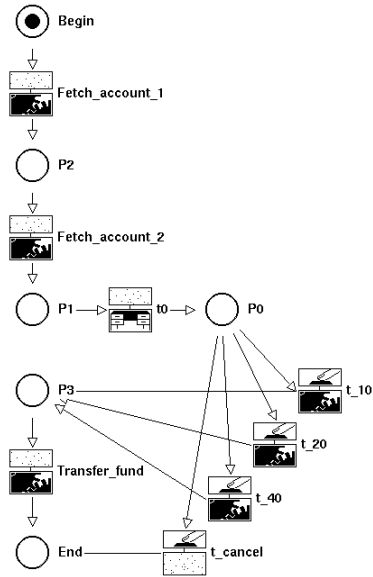 Begin
Fetch_account_1
P2
Fetch_account_2
P1
t0
P0
P3
t_10
t_20
Transfer_fund
t_40
End
t_cancel